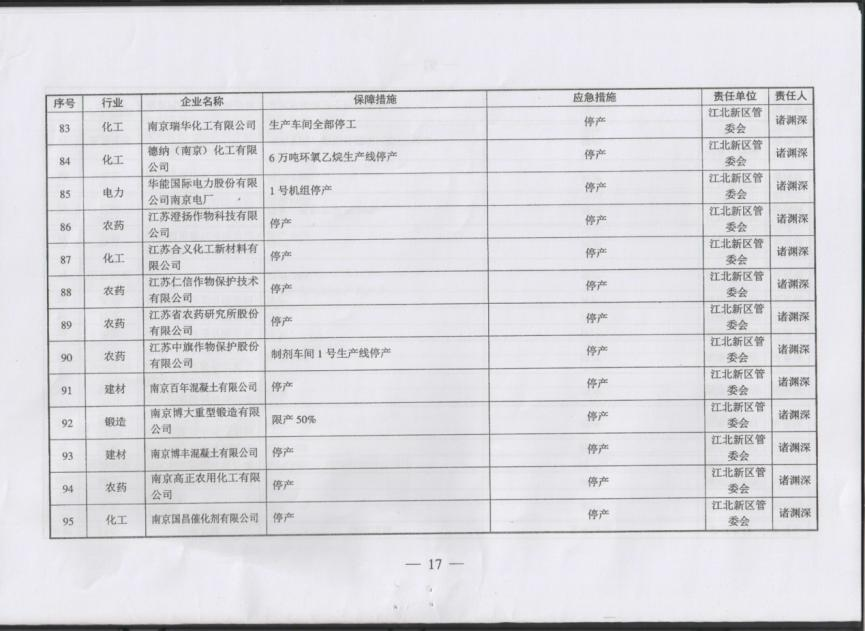 序号 行业 企业名称 保障措施 应急措施 责任单位 责任人
83 化工 南京瑞华化工有限公司 生产车间全部停工 停产 江北新区管委会 诸渊深
84 化工 德纳（南京）化工有限公司 6万吨环氧乙烷生产线停产 停产 江北新区管委会 诸渊深
85 电力 华能国际电力股份有限公司南京电厂 1号机组停产 停产 江北新区管委会 诸渊深
86 农药 江苏澄扬作物科技有限公司 停产 停产 江北新区管委会 诸渊深
87 化工 江苏合义化工新材料有限公司 停产 停产 江北新区管委会 诸渊深
88 农药 江苏仁信作物保护技术有限公司 停产 停产 江北新区管委会 诸渊深
89 农药 江苏省农药研究所股份有限公司 停产 停产 江北新区管委会 诸渊深
90 农药 江苏中旗作物保护股份有限公司 制剂车间1号生产线停产 停产 江北新区管委会 诸渊深
91 建材 南京百年混凝土有限公司 停产 停产 江北新区管委会 诸渊深
92 锻造 南京博大重型锻造有限公司 限产50% 停产 江北新区管委会 诸渊深
93 建材 南京博丰混凝土有限公司 停产 停产 江北新区管委会 诸渊深
94 农药 南京高正农用化工有限公司 停产 停产 江北新区管委会 诸渊深
95 化工 南京国昌催化剂有限公司 停产 停产 江北新区管委会 诸渊深
— 17 —